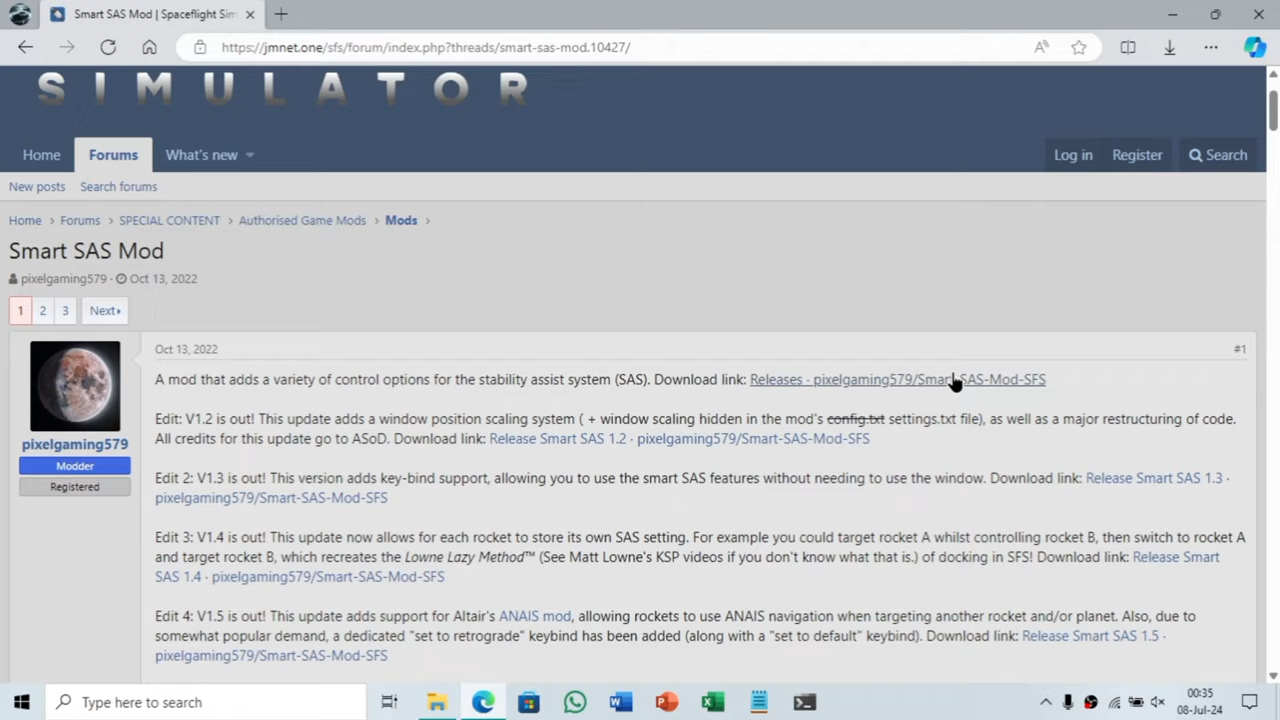 Smart SAS Mod | Spaceflight Sim
https://jmnet.one/sfs/forum/index.php?threads/smart-sas-mod.10427/
SIMULATOR
Home Forums What's new Log in Register Search
New posts Search forums
Home › Forums › SPECIAL CONTENT › Authorised Game Mods › Mods ›
Smart SAS Mod
pixelgaming579 · Oct 13, 2022
1 2 3 Next
Oct 13, 2022 #1
A mod that adds a variety of control options for the stability assist system (SAS). Download link: Releases · pixelgaming579/Smart-SAS-Mod-SFS
Edit: V1.2 is out! This update adds a window position scaling system ( + window scaling hidden in the mod's config.txt settings.txt file), as well as a major restructuring of code.
All credits for this update go to ASoD. Download link: Release Smart SAS 1.2 · pixelgaming579/Smart-SAS-Mod-SFS
pixelgaming579
Modder
Registered
Edit 2: V1.3 is out! This version adds key-bind support, allowing you to use the smart SAS features without needing to use the window. Download link: Release Smart SAS 1.3 ·
pixelgaming579/Smart-SAS-Mod-SFS
Edit 3: V1.4 is out! This update now allows for each rocket to store its own SAS setting. For example you could target rocket A whilst controlling rocket B, then switch to rocket A
and target rocket B, which recreates the Lowne Lazy Method™ (See Matt Lowne's KSP videos if you don't know what that is.) of docking in SFS! Download link: Release Smart
SAS 1.4 · pixelgaming579/Smart-SAS-Mod-SFS
Edit 4: V1.5 is out! This update adds support for Altair's ANAIS mod, allowing rockets to use ANAIS navigation when targeting another rocket and/or planet. Also, due to
somewhat popular demand, a dedicated "set to retrograde" keybind has been added (along with a "set to default" keybind). Download link: Release Smart SAS 1.5 ·
pixelgaming579/Smart-SAS-Mod-SFS
Type here to search
00:35
08-Jul-24